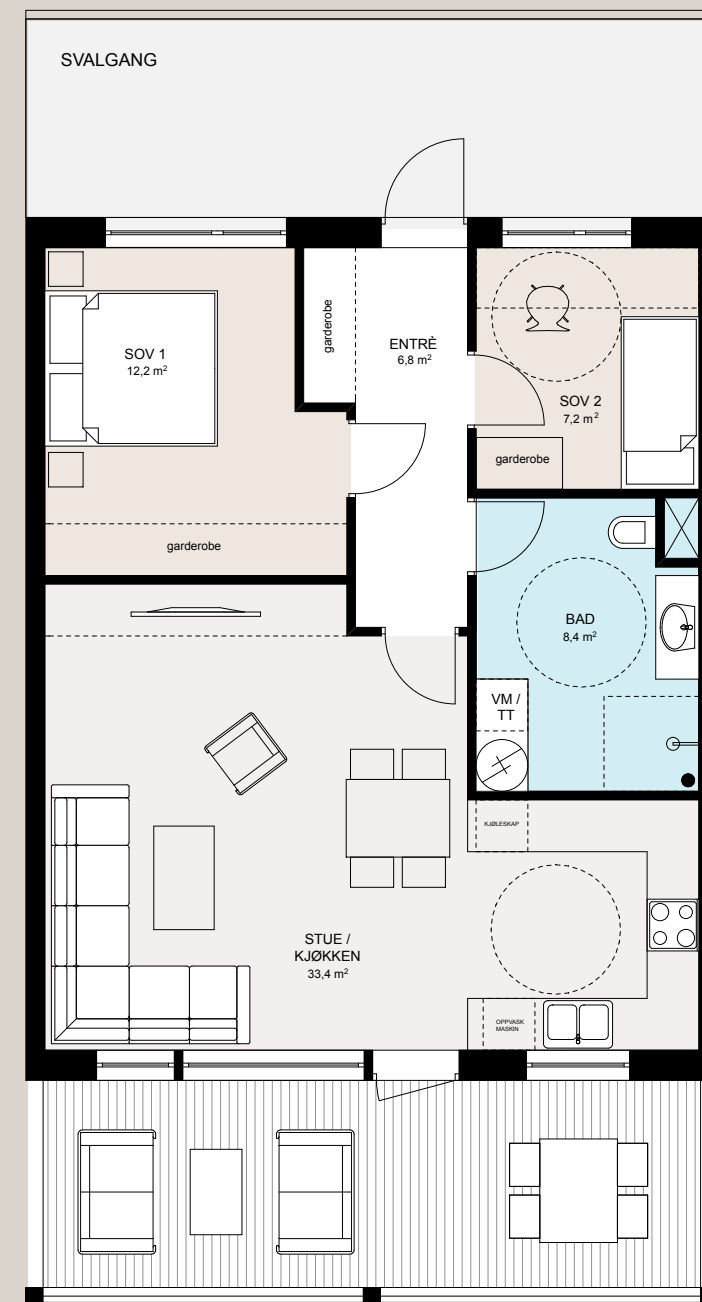 SVALGANG
SOV 1
12,2 m²
garderobe
ENTRÈ
6,8 m²
SOV 2
7,2 m²
garderobe
garderobe
BAD
8,4 m²
VM /
TT
KJØLESKAP
STUE /
KJØKKEN
33,4 m²
OPPVASK
MASKIN